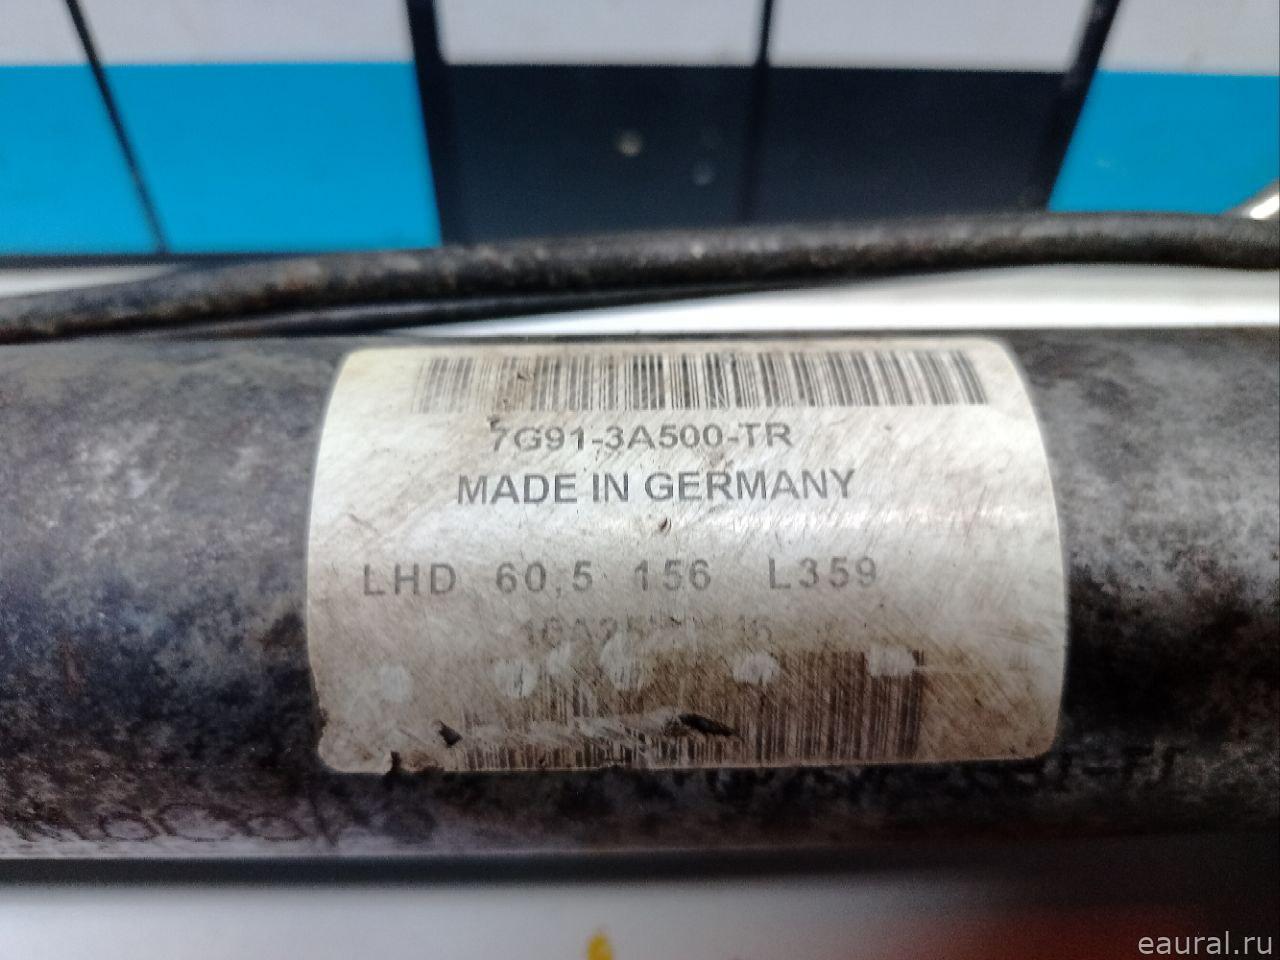 7G91-3A500-TR
MADE IN GERMANY
LHD 60,5 156 L359
eaural.ru